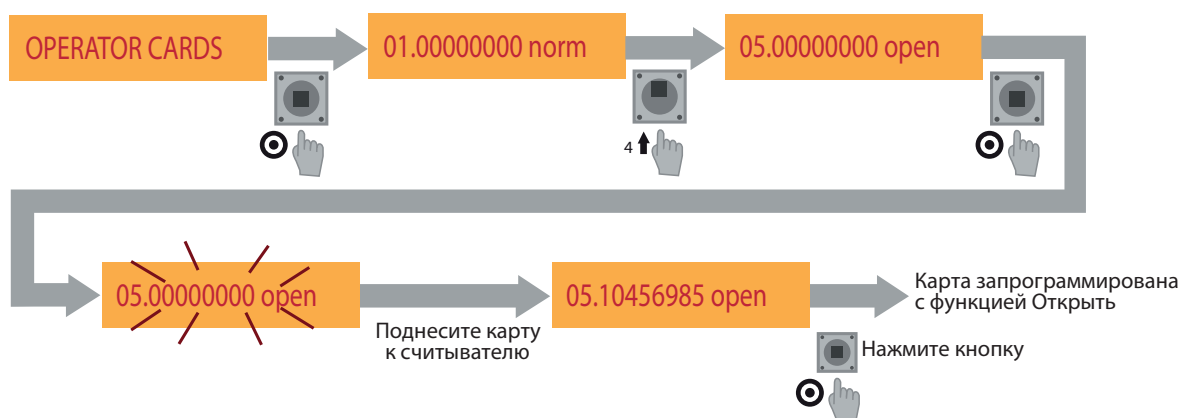 OPERATOR CARDS
01.00000000 norm
05.00000000 open
4
05.00000000 open
Поднесите карту
к считывателю
05.10456985 open
Нажмите кнопку
Карта запрограммирована
с функцией Открыть